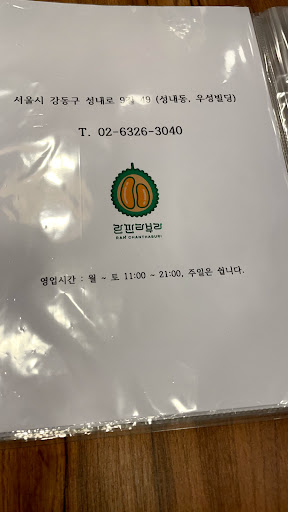 서울시 강동구 성내로 9길 49 (성내동, 우성빌딩)
T. 02-6326-3040
란짠타부리
RAN CHANTHABURI
영업시간 : 월 ~ 토 11:00 ~ 21:00, 주일은 쉽니다.